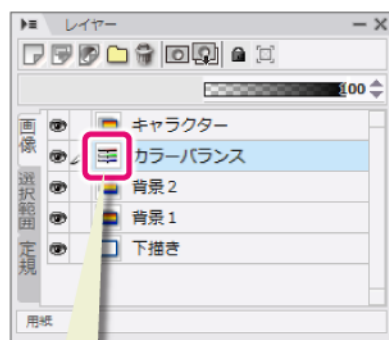 レイヤー
100
画像
選択範囲
定規
キャラクター
カラーバランス
背景2
背景1
下描き
用紙